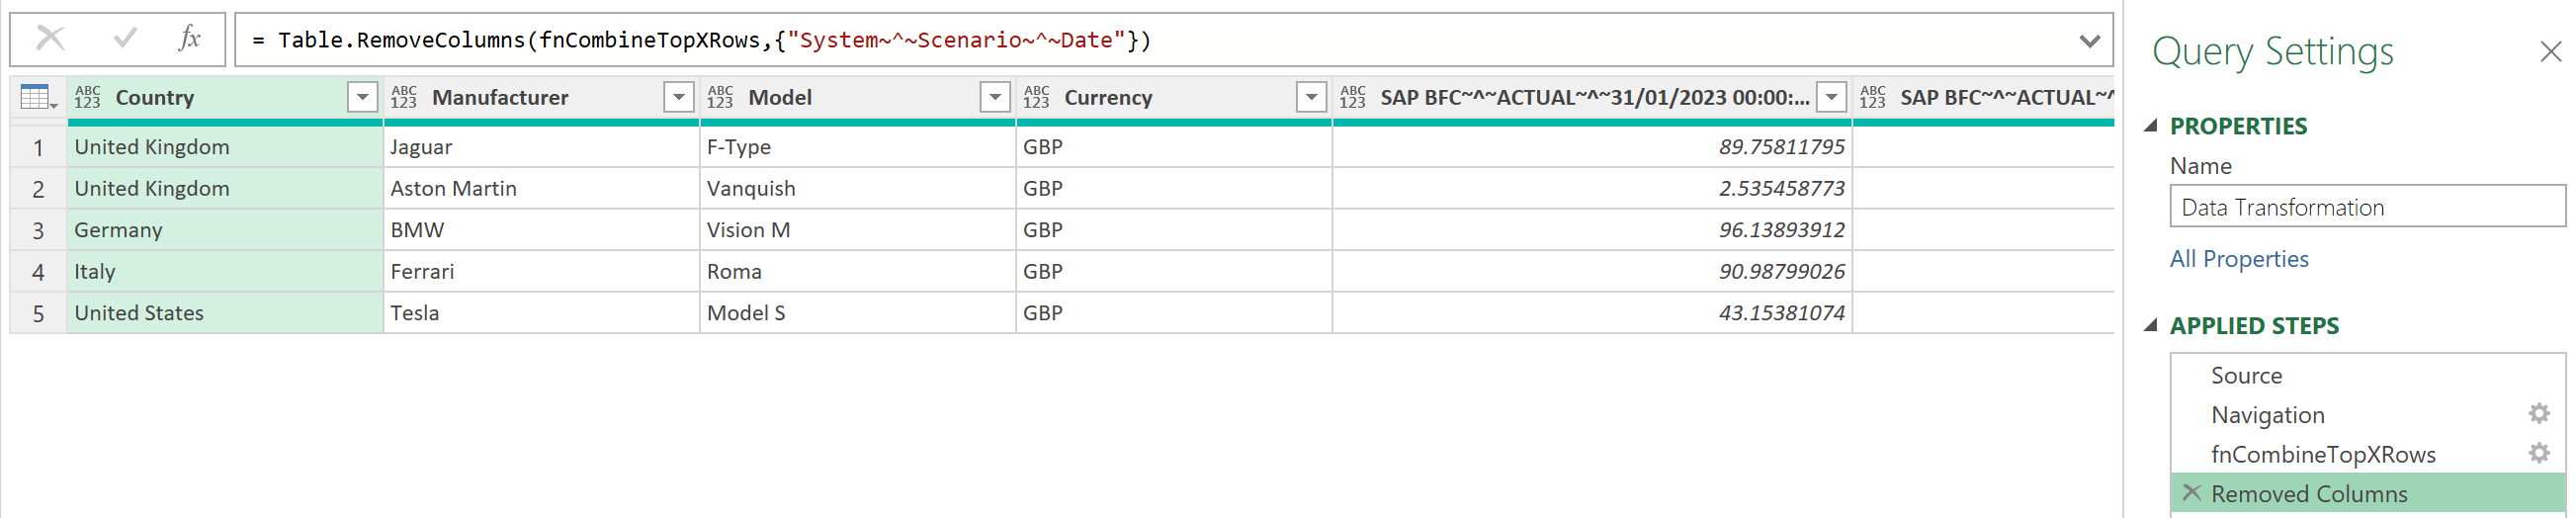 fx = Table.RemoveColumns(fnCombineTopXRows,{"System~^~Scenario~^~Date"})
ABC 123 Country ABC 123 Manufacturer ABC 123 Model ABC 123 Currency ABC 123 SAP BFC~^~ACTUAL~^~31/01/2023 00:00:... ABC 123 SAP BFC~^~ACTUAL~^
1 United Kingdom Jaguar F-Type GBP 89.75811795
2 United Kingdom Aston Martin Vanquish GBP 2.535458773
3 Germany BMW Vision M GBP 96.13893912
4 Italy Ferrari Roma GBP 90.98799026
5 United States Tesla Model S GBP 43.15381074
Query Settings
PROPERTIES
Name
Data Transformation
All Properties
APPLIED STEPS
Source
Navigation
fnCombineTopXRows
Removed Columns